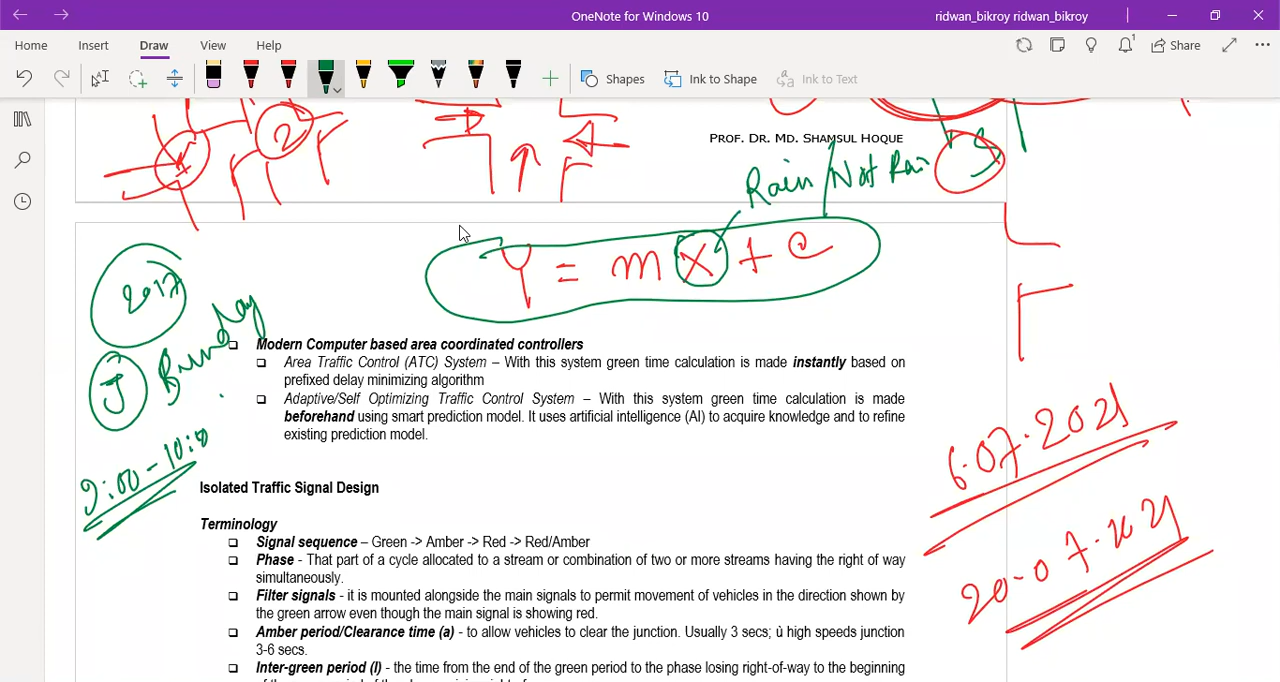 OneNote for Windows 10
ridwan_bikroy ridwan_bikroy
Home Insert Draw View Help
Share
Shapes
Ink to Shape
Ink to Text
1
2
PROF. DR. MD. SHAMSUL HOQUE
Rain/Not Rai
Y = mX + c
2017
Sunday
9:00-10:0
❑ Modern Computer based area coordinated controllers
❑ Area Traffic Control (ATC) System – With this system green time calculation is made instantly based on
prefixed delay minimizing algorithm
❑ Adaptive/Self Optimizing Traffic Control System – With this system green time calculation is made
beforehand using smart prediction model. It uses artificial intelligence (AI) to acquire knowledge and to refine
existing prediction model.
6.07.2021
Isolated Traffic Signal Design
20.07.2021
Terminology
❑ Signal sequence – Green -> Amber -> Red -> Red/Amber
❑ Phase - That part of a cycle allocated to a stream or combination of two or more streams having the right of way
simultaneously.
❑ Filter signals - it is mounted alongside the main signals to permit movement of vehicles in the direction shown by
the green arrow even though the main signal is showing red.
❑ Amber period/Clearance time (a) - to allow vehicles to clear the junction. Usually 3 secs; ù high speeds junction
3-6 secs.
❑ Inter-green period (I) - the time from the end of the green period to the phase losing right-of-way to the beginning